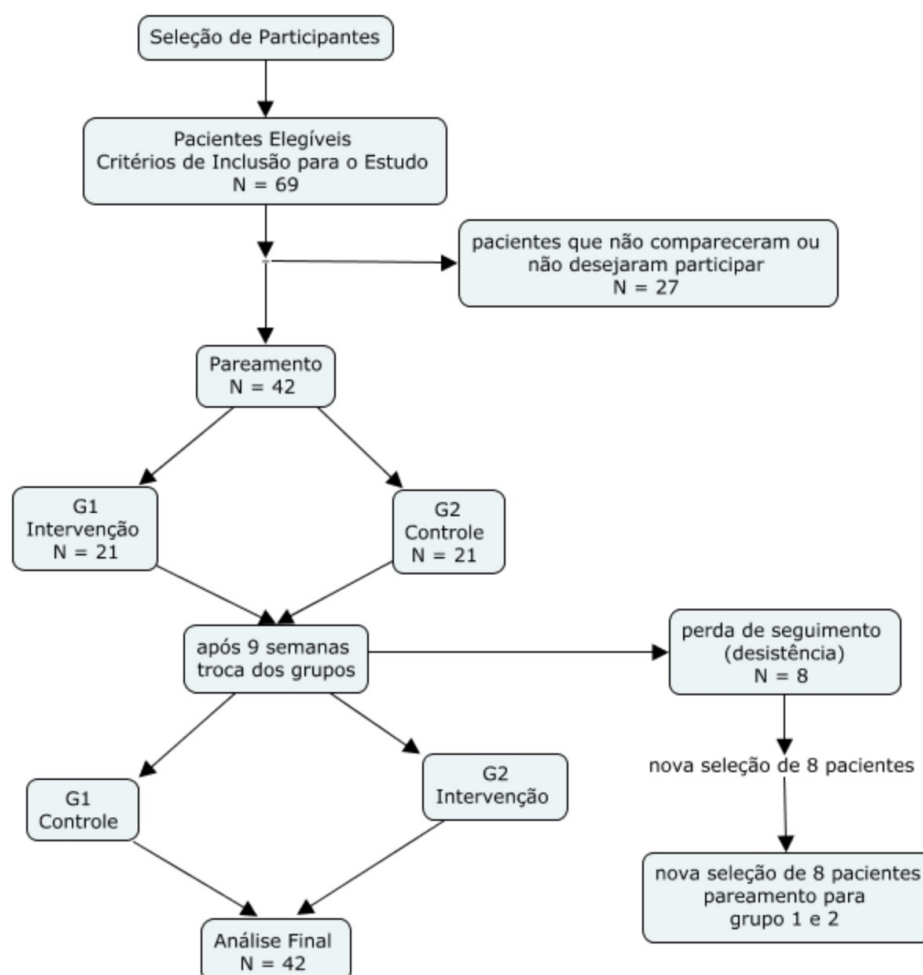 Seleção de Participantes
Pacientes Elegíveis
Critérios de Inclusão para o Estudo
N = 69
pacientes que não compareceram ou
não desejaram participar
N = 27
Pareamento
N = 42
G1
Intervenção
N = 21
G2
Controle
N = 21
após 9 semanas
troca dos grupos
perda de seguimento
(desistência)
N = 8
nova seleção de 8 pacientes
G1
Controle
G2
Intervenção
nova seleção de 8 pacientes
pareamento para
grupo 1 e 2
Análise Final
N = 42